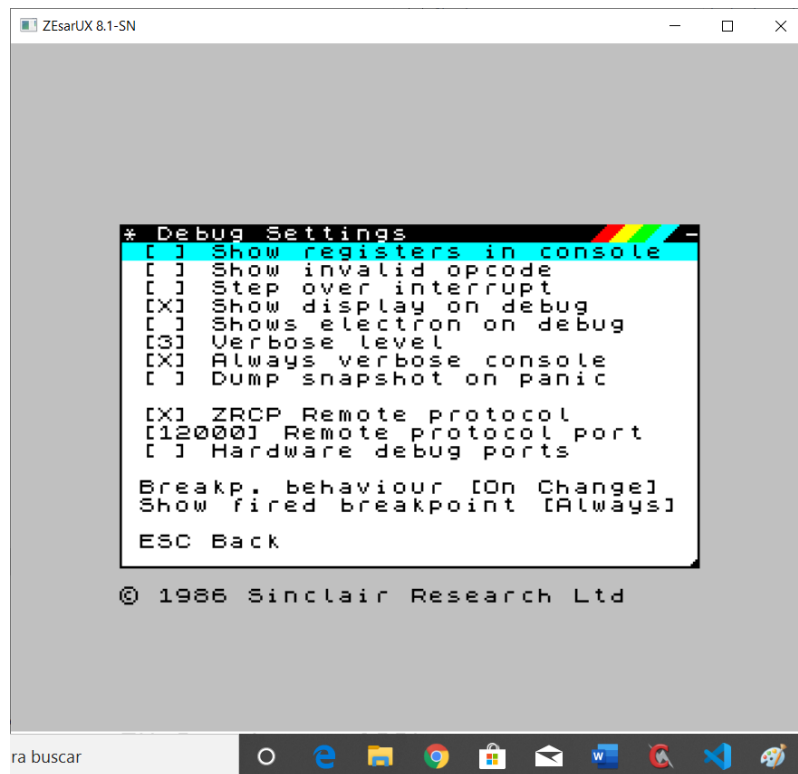 ZEsarUX 8.1-SN
* Debug Settings -
[ ] Show registers in console
[ ] Show invalid opcode
[ ] Step over interrupt
[X] Show display on debug
[ ] Shows electron on debug
[3] Verbose level
[X] Always verbose console
[ ] Dump snapshot on panic
[X] ZRCP Remote protocol
[12000] Remote protocol port
[ ] Hardware debug ports
Breakp. behaviour [On Change]
Show fired breakpoint [Always]
ESC Back
© 1986 Sinclair Research Ltd
ra buscar